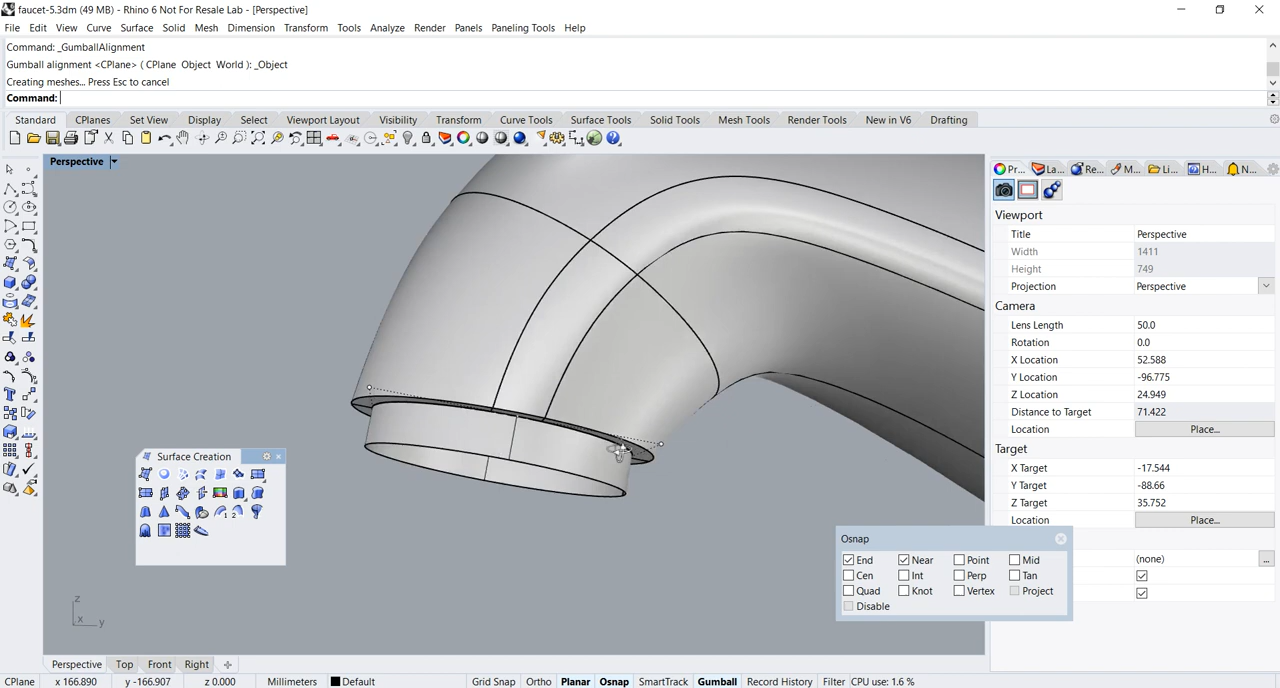 faucet-5.3dm (49 MB) - Rhino 6 Not For Resale Lab - [Perspective]
File Edit View Curve Surface Solid Mesh Dimension Transform Tools Analyze Render Panels Paneling Tools Help
Command: _GumballAlignment
Gumball alignment <CPlane> ( CPlane Object World ): _Object
Creating meshes... Press Esc to cancel
Command:
Standard CPlanes Set View Display Select Viewport Layout Visibility Transform Curve Tools Surface Tools Solid Tools Mesh Tools Render Tools New in V6 Drafting
Perspective
Pr... La... Re... M... Li... H... N...
Viewport
Title Perspective
Width 1411
Height 749
Projection Perspective
Camera
Lens Length 50.0
Rotation 0.0
X Location 52.588
Y Location -96.775
Z Location 24.949
Distance to Target 71.422
Location Place...
Target
X Target -17.544
Y Target -88.66
Z Target 35.752
Location Place...
(none) ...
Surface Creation
1 2
Osnap
End Near Point Mid
Cen Int Perp Tan
Quad Knot Vertex Project
Disable
z
x y
Perspective Top Front Right
CPlane x 166.890 y -166.907 z 0.000 Millimeters Default Grid Snap Ortho Planar Osnap SmartTrack Gumball Record History Filter CPU use: 1.6 %